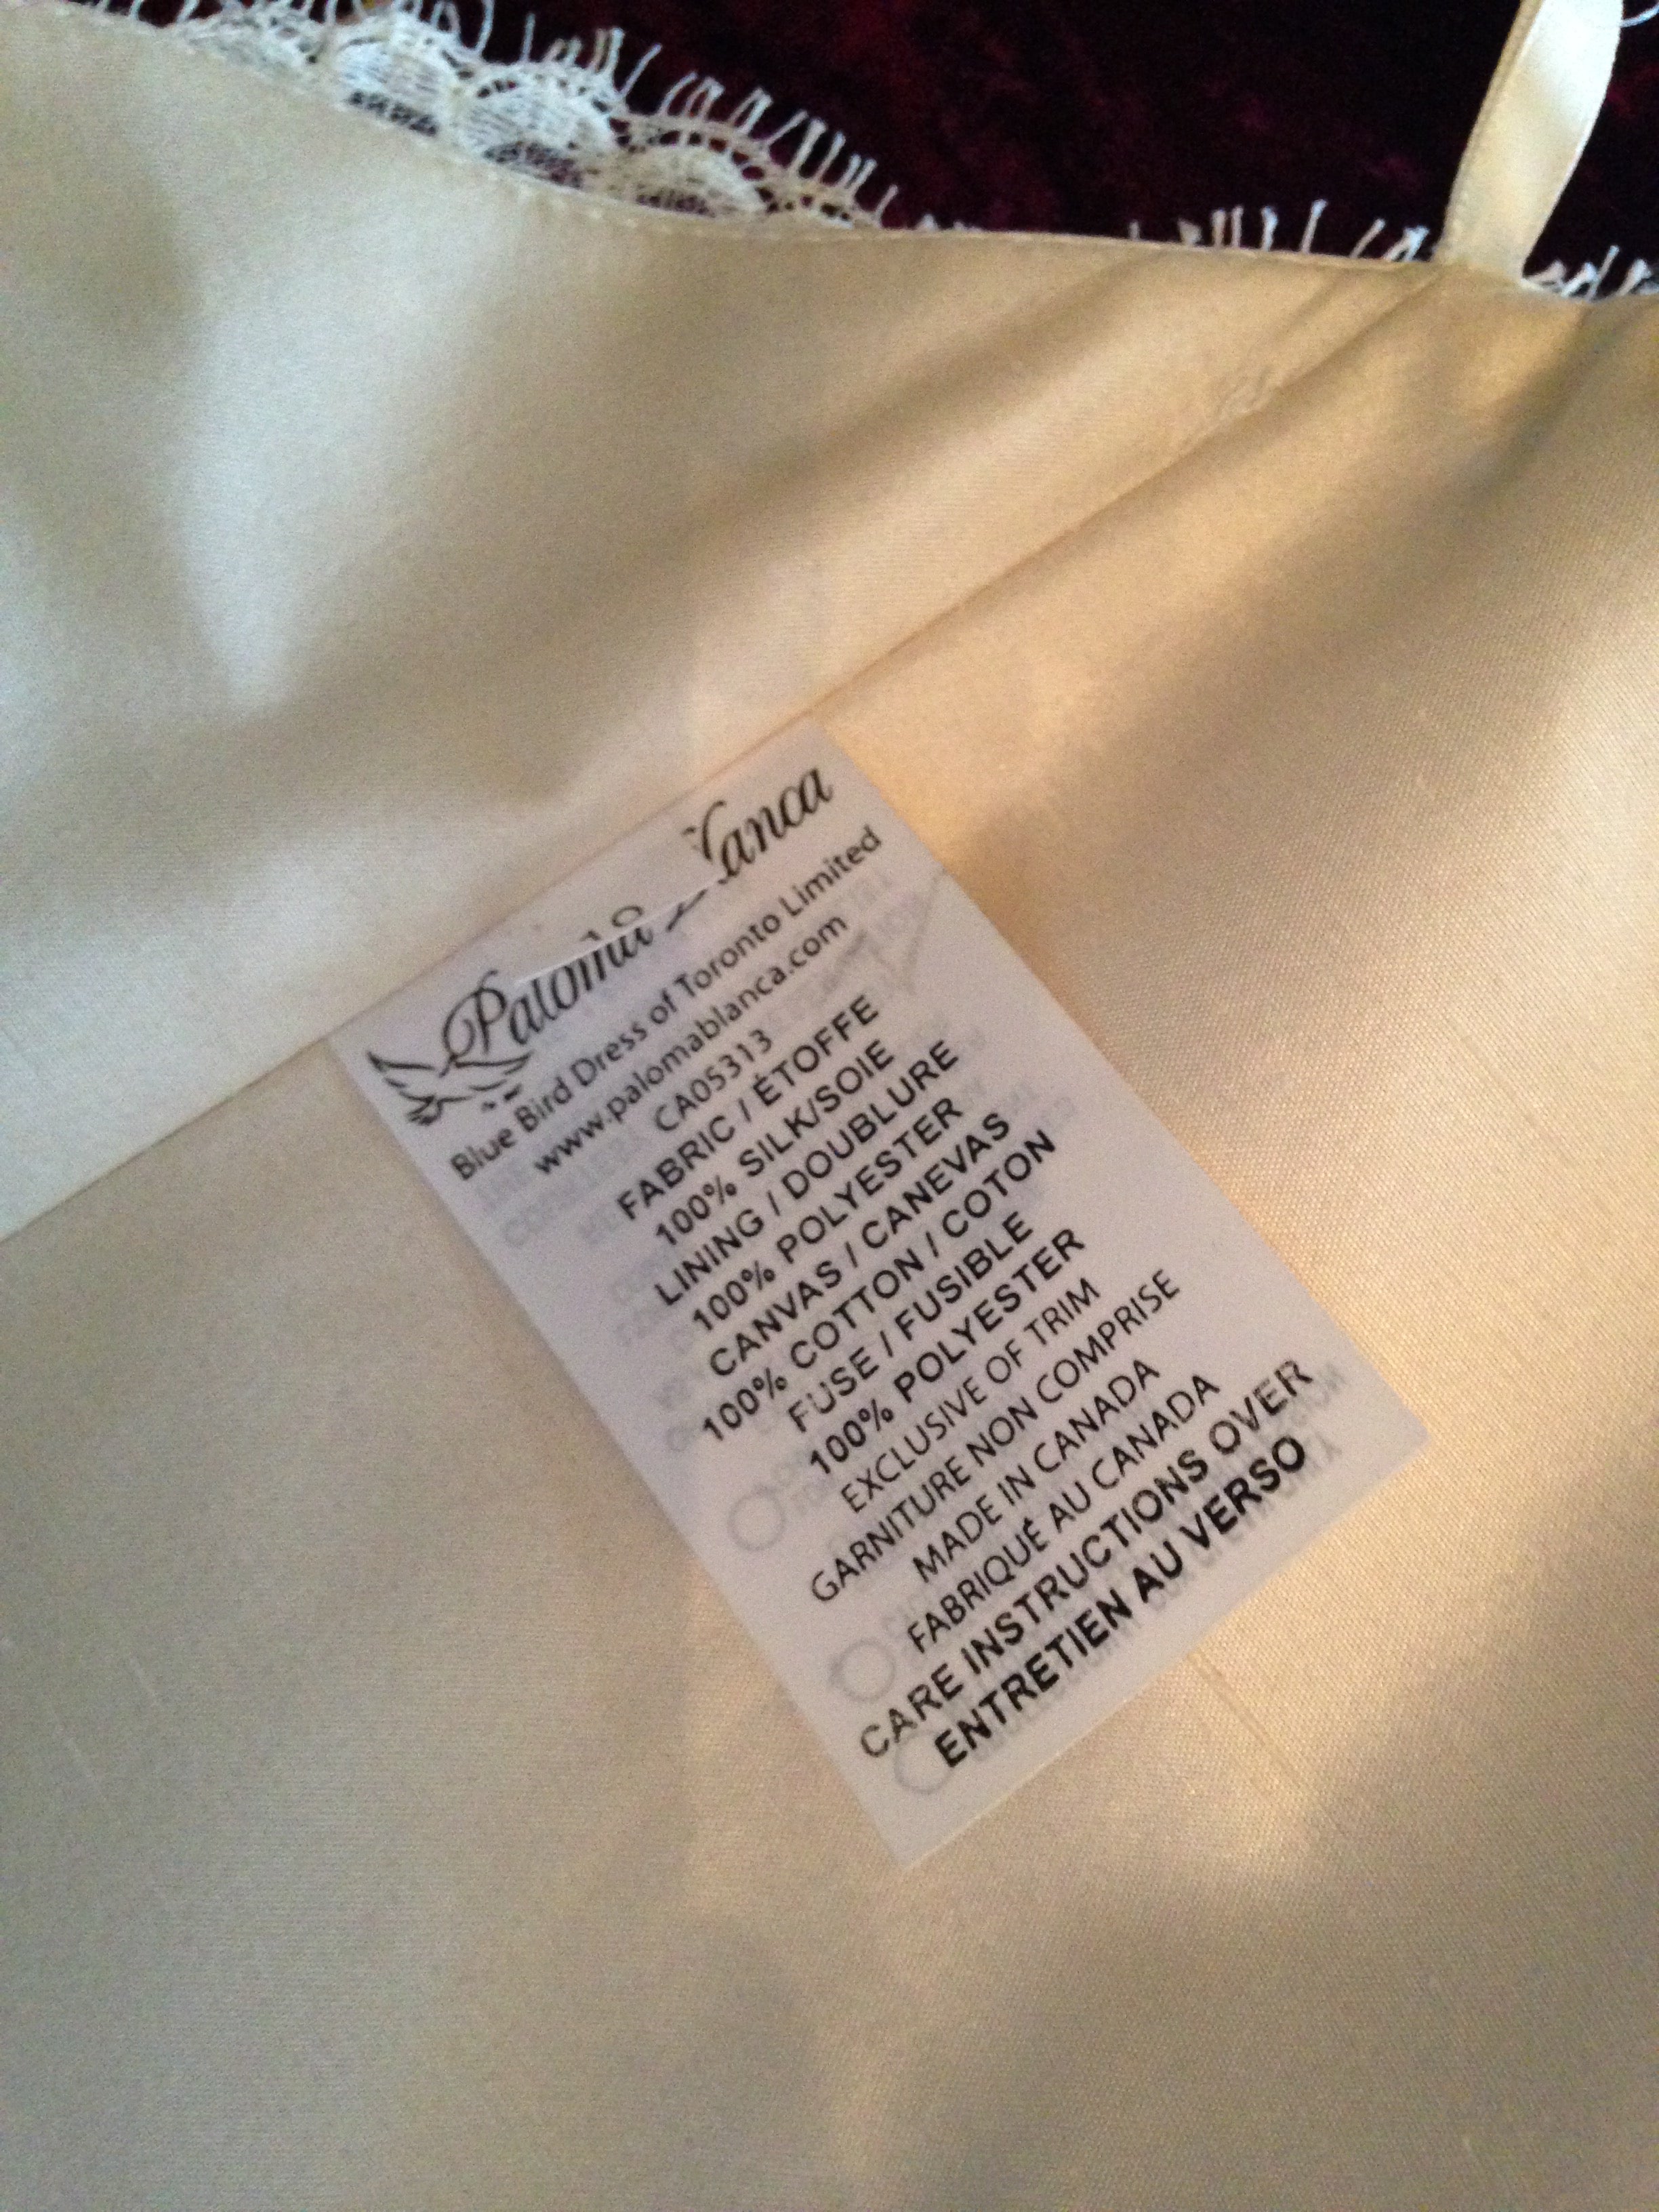 Paloma Blanca
Blue Bird Dress of Toronto Limited
www.palomablanca.com
CA05313
FABRIC / ÉTOFFE
100% SILK/SOIE
LINING / DOUBLURE
100% POLYESTER
CANVAS / CANEVAS
100% COTTON / COTON
FUSE / FUSIBLE
100% POLYESTER
EXCLUSIVE OF TRIM
GARNITURE NON COMPRISE
MADE IN CANADA
FABRIQUÉ AU CANADA
CARE INSTRUCTIONS OVER
ENTRETIEN AU VERSO